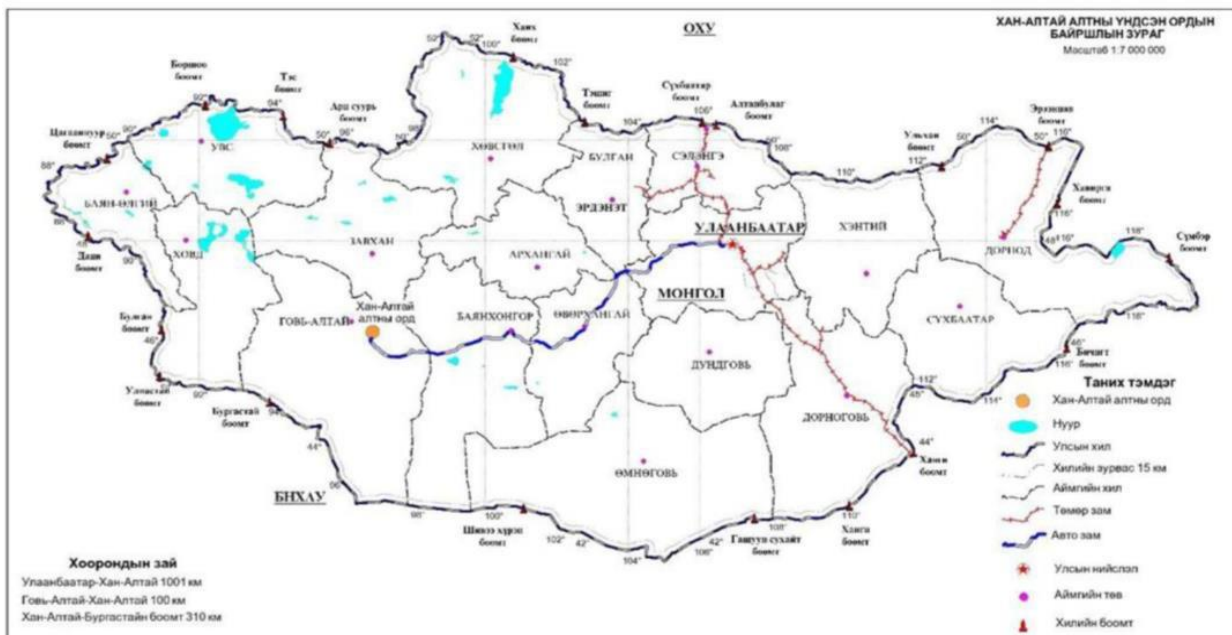 ОХУ
ХАН-АЛТАЙ АЛТНЫ ҮНДСЭН ОРДЫН
БАЙРШЛЫН ЗУРАГ
Масштаб 1:7 000 000
Ханх
боомт
Боршоо
боомт
Тэс
боомт
Арц суурь
боомт
Тэшиг
боомт
Сүхбаатар
боомт
Алтанбулаг
боомт
Ульхан
боомт
Эрээнцав
боомт
Цагааннуур
боомт
УВС
ХӨВСГӨЛ
БУЛГАН
СЭЛЭНГЭ
БАЯН-ӨЛГИЙ
ЭРДЭНЭТ
Хавирга
боомт
ХОВД
ЗАВХАН
АРХАНГАЙ
УЛААНБААТАР
ХЭНТИЙ
ДОРНОД
Сүмбэр
боомт
боомт
МОНГОЛ
Хан-Алтай
алтны орд
ГОВЬ-АЛТАЙ
БАЯНХОНГОР
ӨВӨРХАНГАЙ
СҮХБААТАР
Булган
боомт
ДУНДГОВЬ
Бичигт
боомт
боомт
Бургастай
боомт
ДОРНОГОВЬ
ӨМНӨГОВЬ
боомт
БНХАУ
Шивээ хүрэн
боомт
Гашуун сухайт
боомт
Ханги
боомт
Таних тэмдэг
Хан-Алтай алтны орд
Нуур
Улсын хил
Хилийн зурвас 15 км
Аймгийн хил
Төмөр зам
Авто зам
Улсын нийслэл
Аймгийн төв
Хилийн боомт
Хоорондын зай
Улаанбаатар-Хан-Алтай 1001 км
Говь-Алтай-Хан-Алтай 100 км
Хан-Алтай-Бургастайн боомт 310 км